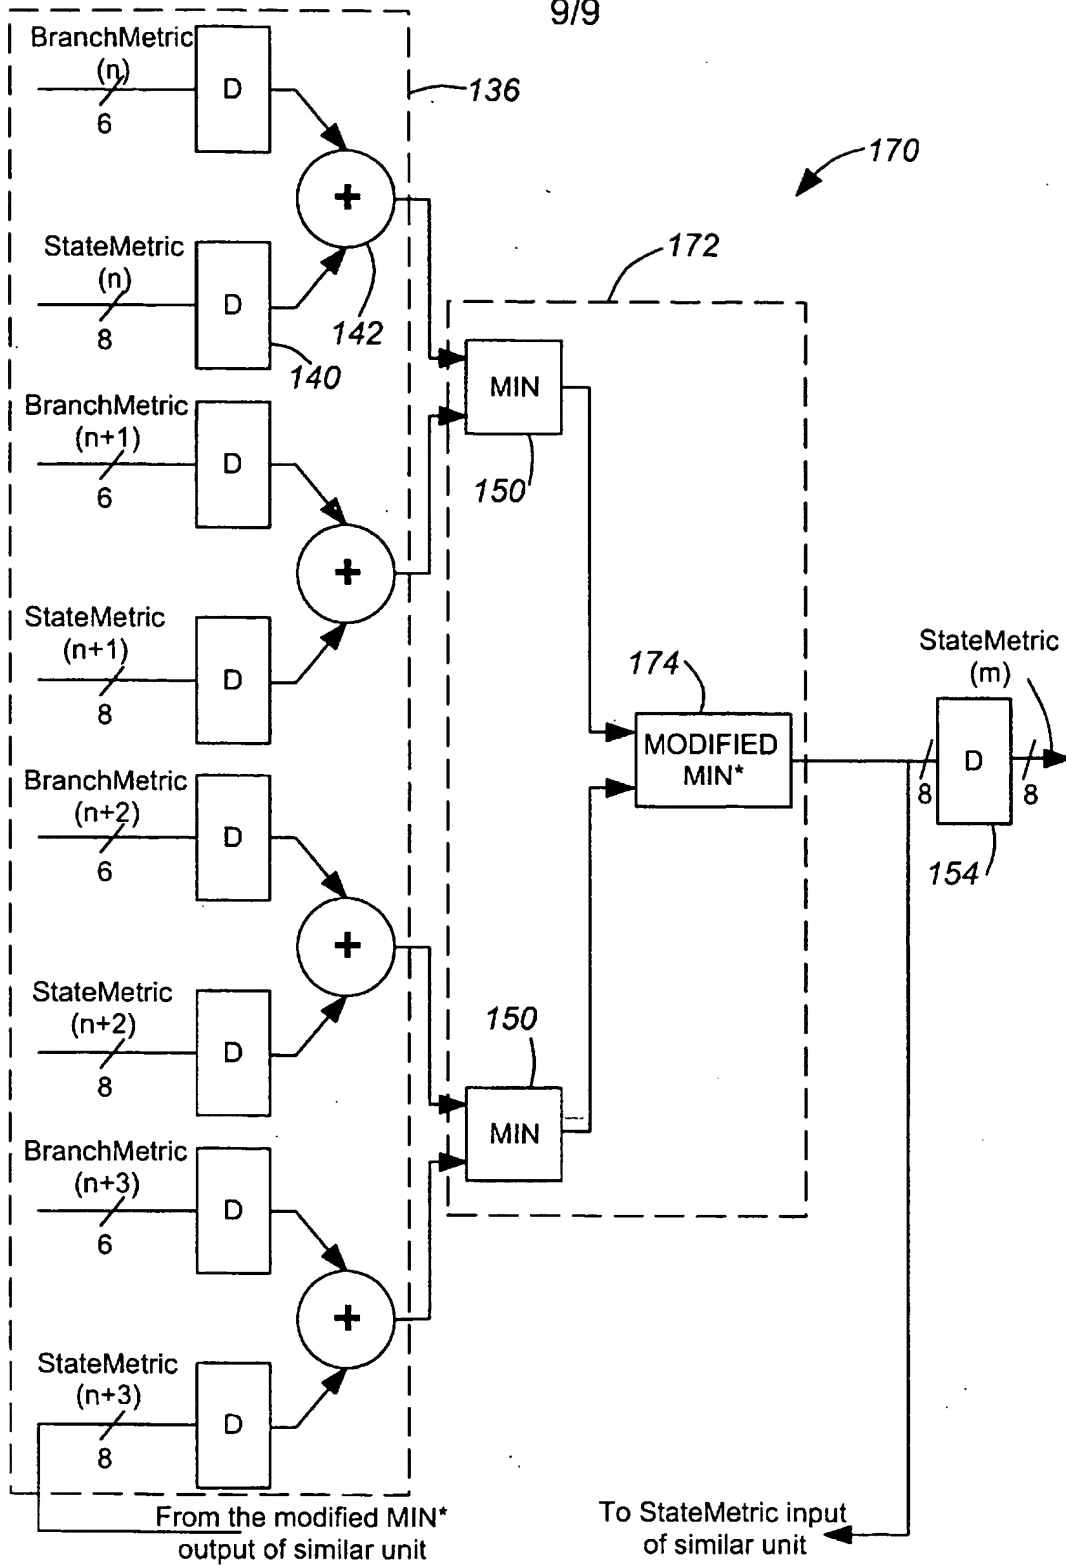 9/9
BranchMetric
(n)
6
D
136
+
170
StateMetric
(n)
8
D
142
140
172
MIN
150
BranchMetric
(n+1)
6
D
+
StateMetric
(n+1)
8
D
174
MODIFIED
MIN*
StateMetric
(m)
8
D
8
154
BranchMetric
(n+2)
6
D
+
StateMetric
(n+2)
8
D
150
MIN
BranchMetric
(n+3)
6
D
+
StateMetric
(n+3)
8
D
From the modified MIN*
output of similar unit
To StateMetric input
of similar unit